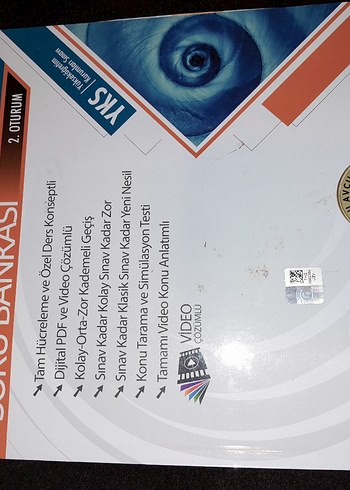 YKS
Yükseköğretim
Kurumları Sınavı
2. OTURUM
SORU BANKASI
Tam Hücreleme ve Özel Ders Konseptli
Dijital PDF ve Video Çözümlü
Kolay-Orta-Zor Kademeli Geçiş
Sınav Kadar Kolay Sınav Kadar Zor
Sınav Kadar Klasik Sınav Kadar Yeni Nesil
Konu Tarama ve Simülasyon Testi
Tamamı Video Konu Anlatımlı
VİDEO
ÇÖZÜMLÜ